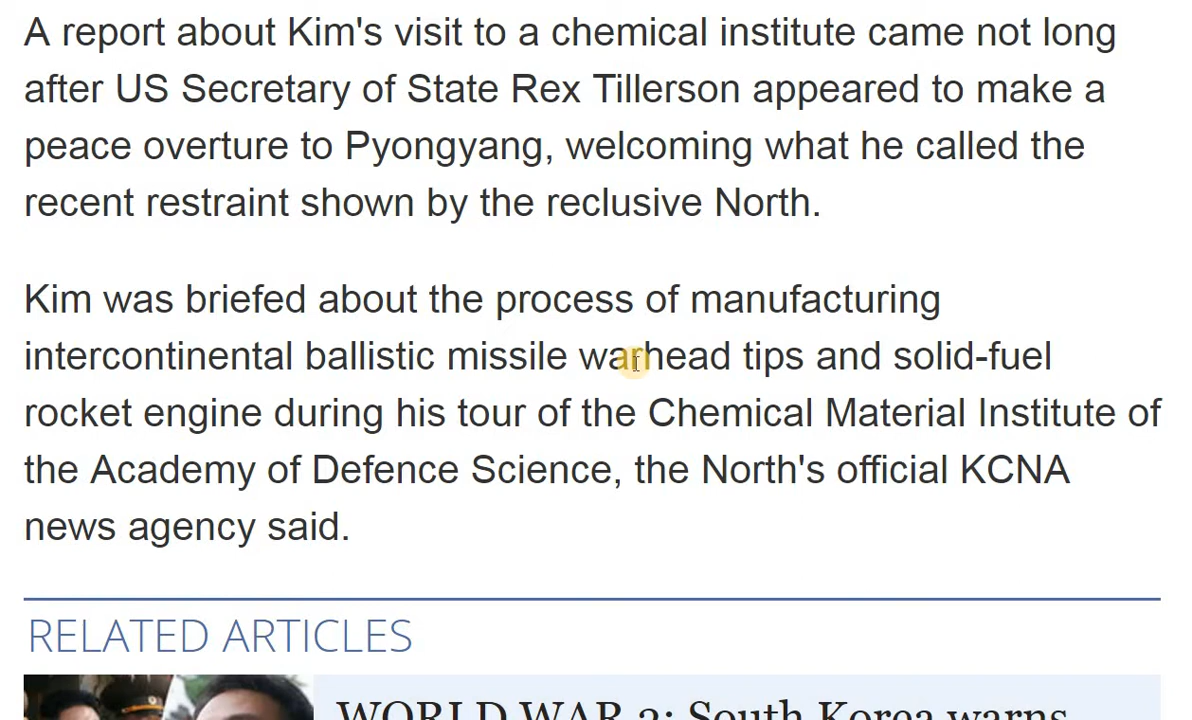 A report about Kim's visit to a chemical institute came not long
after US Secretary of State Rex Tillerson appeared to make a
peace overture to Pyongyang, welcoming what he called the
recent restraint shown by the reclusive North.
Kim was briefed about the process of manufacturing
intercontinental ballistic missile warhead tips and solid-fuel
rocket engine during his tour of the Chemical Material Institute of
the Academy of Defence Science, the North's official KCNA
news agency said.
RELATED ARTICLES
WORLD WAR 3: South Korea warns